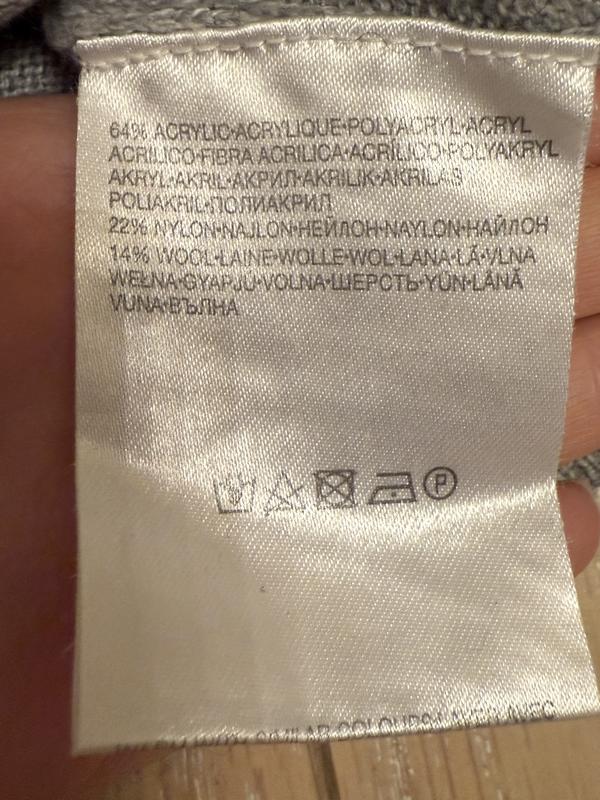 64% ACRYLIC•ACRYLIQUE•POLYACRYL•ACRYL
ACRILICO•FIBRA ACRILICA•ACRÍLICO•POLYAKRYL
AKRYL•AKRIL•АКРИЛ•AKRILIK•AKRILAS
POLIAKRIL•ПОЛИАКРИЛ
22% NYLON•NAJLON•НЕЙЛОН•NAYLON•НАЙЛОН
14% WOOL•LAINE•WOLLE•WOL•LANA•LÃ•VLNA
WEŁNA•GYAPJÚ•VOLNA•ШЕРСТЬ•YÜN•LÂNĂ
VUNA•ВЪЛНА
P
COLOURS
AVEC